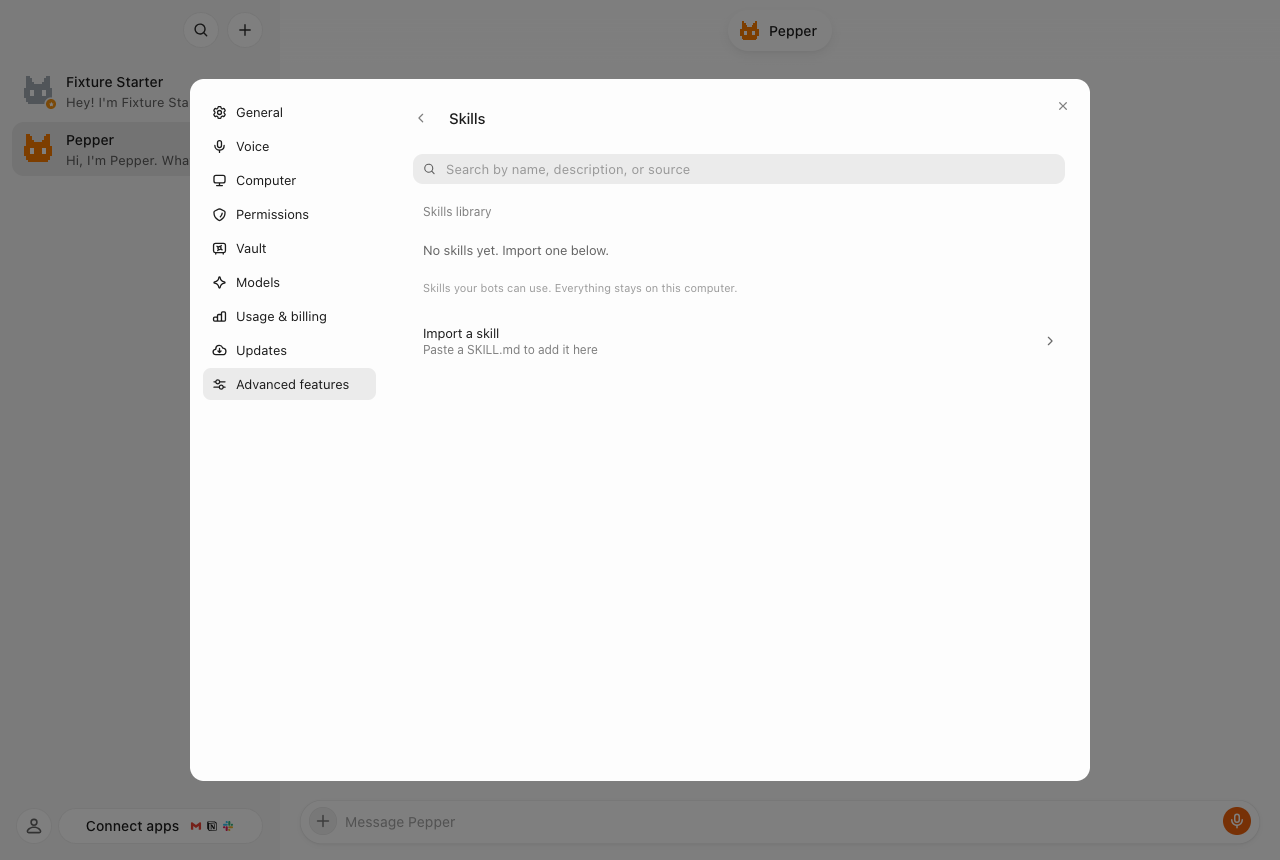 Pepper
Fixture Starter
Hey! I'm Fixture Sta
Pepper
Hi, I'm Pepper. Wha
General
Voice
Computer
Permissions
Vault
Models
Usage & billing
Updates
Advanced features
Skills
Search by name, description, or source
Skills library
No skills yet. Import one below.
Skills your bots can use. Everything stays on this computer.
Import a skill
Paste a SKILL.md to add it here
Connect apps
Message Pepper